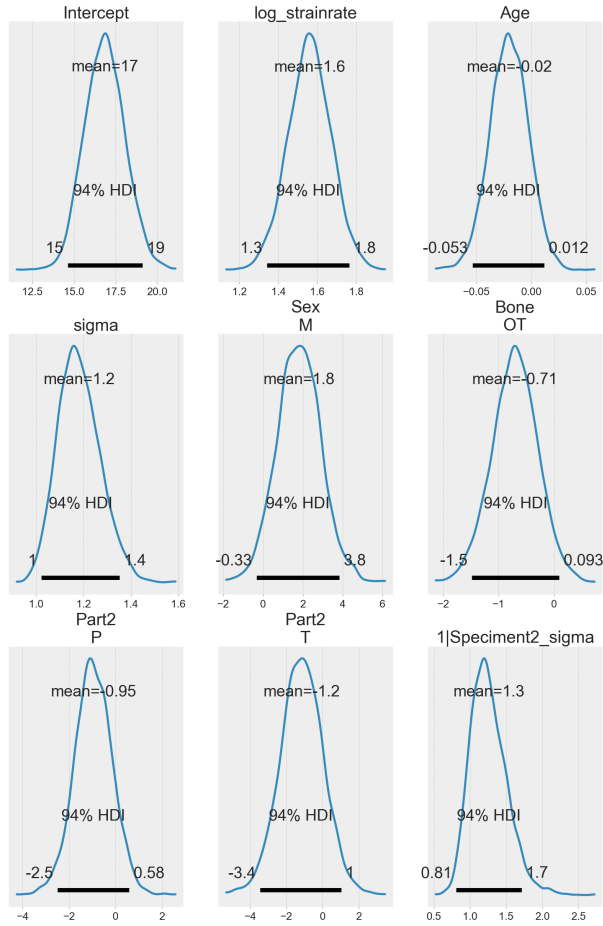 Intercept
mean=17
94% HDI
15 19
12.5 15.0 17.5 20.0
log_strainrate
mean=1.6
94% HDI
1.3 1.8
1.2 1.4 1.6 1.8
Age
mean=-0.02
94% HDI
-0.053 0.012
-0.05 0.00 0.05
sigma
mean=1.2
94% HDI
1 1.4
1.0 1.2 1.4 1.6
Sex
M
mean=1.8
94% HDI
-0.33 3.8
−2 0 2 4 6
Bone
OT
mean=-0.71
94% HDI
-1.5 0.093
−2 −1 0
Part2
P
mean=-0.95
94% HDI
-2.5 0.58
−4 −2 0 2
Part2
T
mean=-1.2
94% HDI
-3.4 1
−4 −2 0 2
1|Speciment2_sigma
mean=1.3
94% HDI
0.81 1.7
0.5 1.0 1.5 2.0 2.5